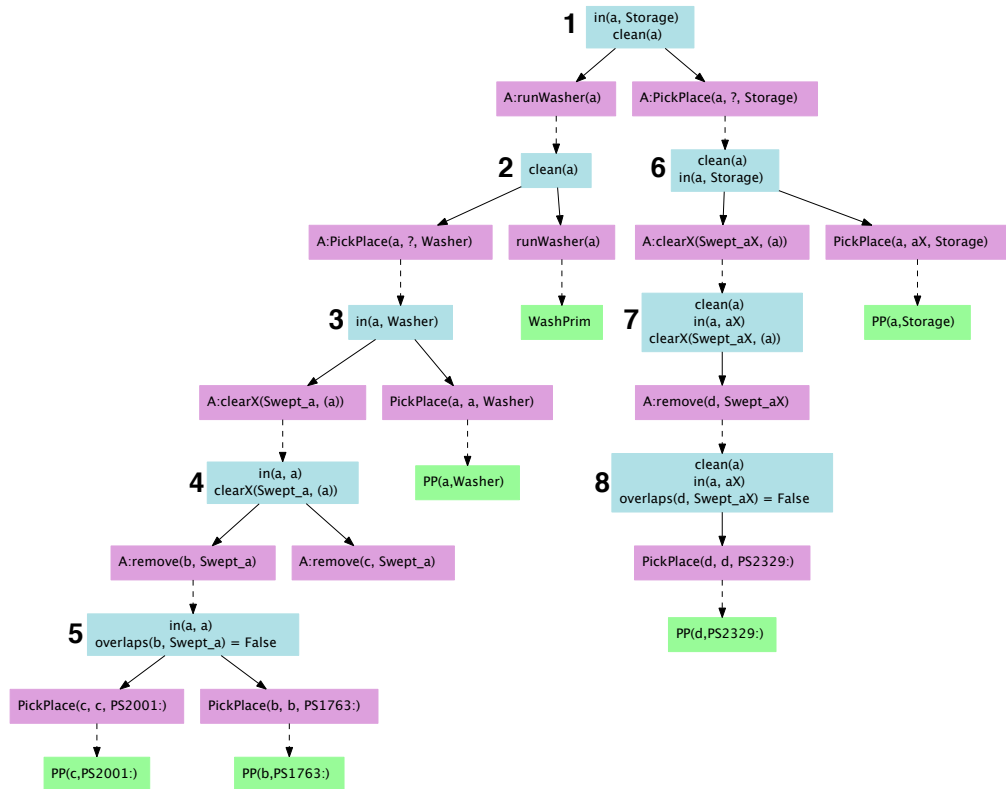 1
in(a, Storage)
clean(a)
A:runWasher(a)
A:PickPlace(a, ?, Storage)
2
clean(a)
6
clean(a)
in(a, Storage)
A:PickPlace(a, ?, Washer)
runWasher(a)
A:clearX(Swept_aX, (a))
PickPlace(a, aX, Storage)
3
in(a, Washer)
WashPrim
7
clean(a)
in(a, aX)
clearX(Swept_aX, (a))
PP(a,Storage)
A:clearX(Swept_a, (a))
PickPlace(a, a, Washer)
A:remove(d, Swept_aX)
4
in(a, a)
clearX(Swept_a, (a))
PP(a,Washer)
8
clean(a)
in(a, aX)
overlaps(d, Swept_aX) = False
A:remove(b, Swept_a)
A:remove(c, Swept_a)
PickPlace(d, d, PS2329:)
5
in(a, a)
overlaps(b, Swept_a) = False
PP(d,PS2329:)
PickPlace(c, c, PS2001:)
PickPlace(b, b, PS1763:)
PP(c,PS2001:)
PP(b,PS1763:)